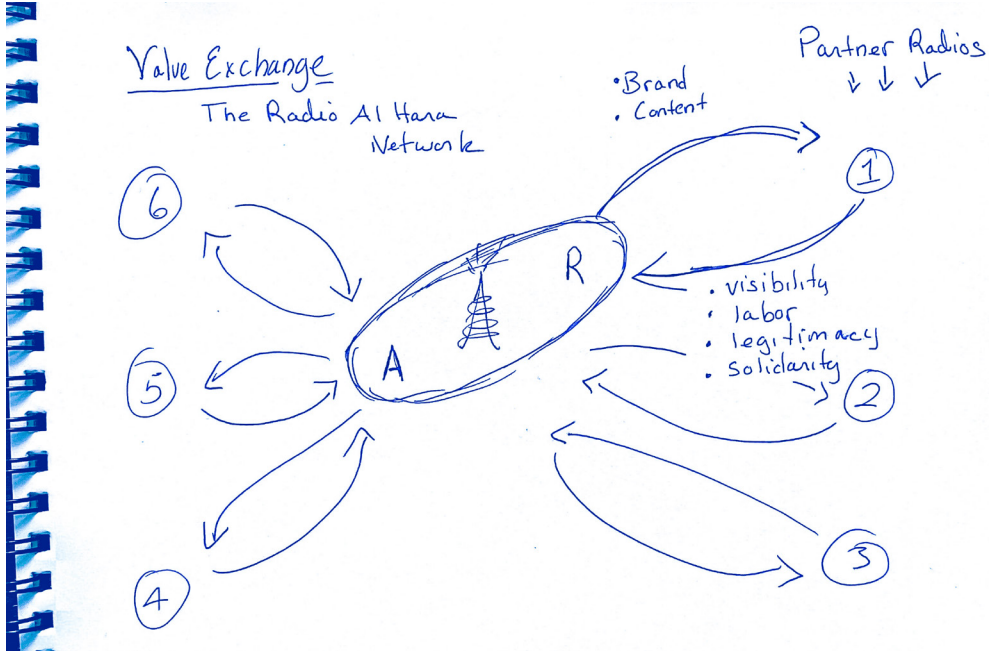 Value Exchange
The Radio Al Hara
Network
• Brand
• Content
Partner Radios
1
R
A
• visibility
• labor
• legitimacy
• solidarity
2
3
6
5
4